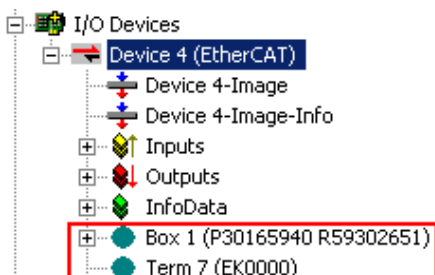 I/O Devices
Device 4 (EtherCAT)
Device 4-Image
Device 4-Image-Info
Inputs
Outputs
InfoData
Box 1 (P30165940 R59302651)
Term 7 (EK0000)